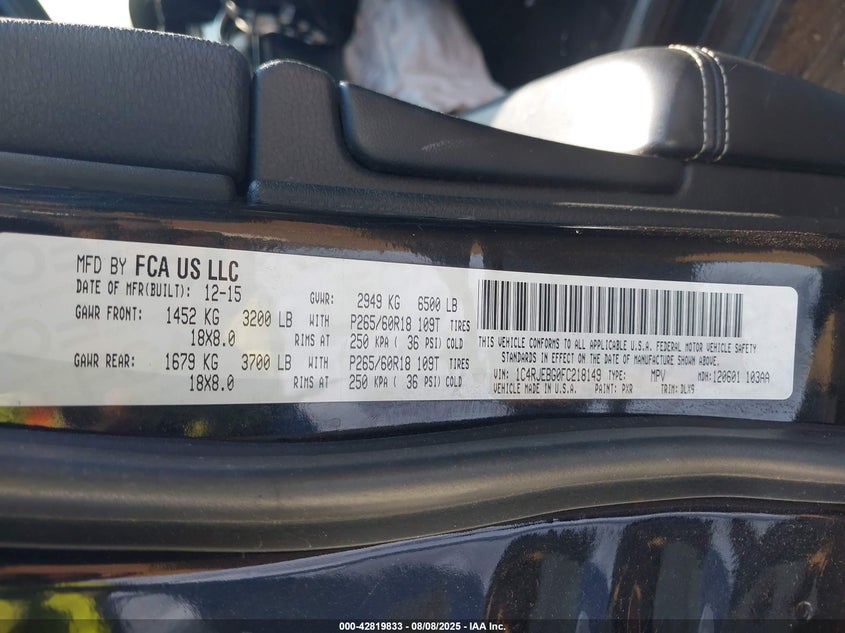 MFD BY FCA US LLC
DATE OF MFR(BUILT): 12-15 GVWR: 2949 KG 6500 LB
GAWR FRONT: 1452 KG 3200 LB WITH P265/60R18 109T TIRES
18X8.0 RIMS AT 250 KPA ( 36 PSI) COLD
GAWR REAR: 1679 KG 3700 LB WITH P265/60R18 109T TIRES
18X8.0 RIMS AT 250 KPA ( 36 PSI) COLD
THIS VEHICLE CONFORMS TO ALL APPLICABLE U.S.A. FEDERAL MOTOR VEHICLE SAFETY
STANDARDS IN EFFECT ON THE DATE OF MANUFACTURE SHOWN ABOVE.
VIN: 1C4RJEBG0FC218149 TYPE: MPV MDH: 120601 103AA
VEHICLE MADE IN U.S.A. PAINT: PXR TRIM: DLX9
000-42819833 - 08/08/2025 - IAA Inc.